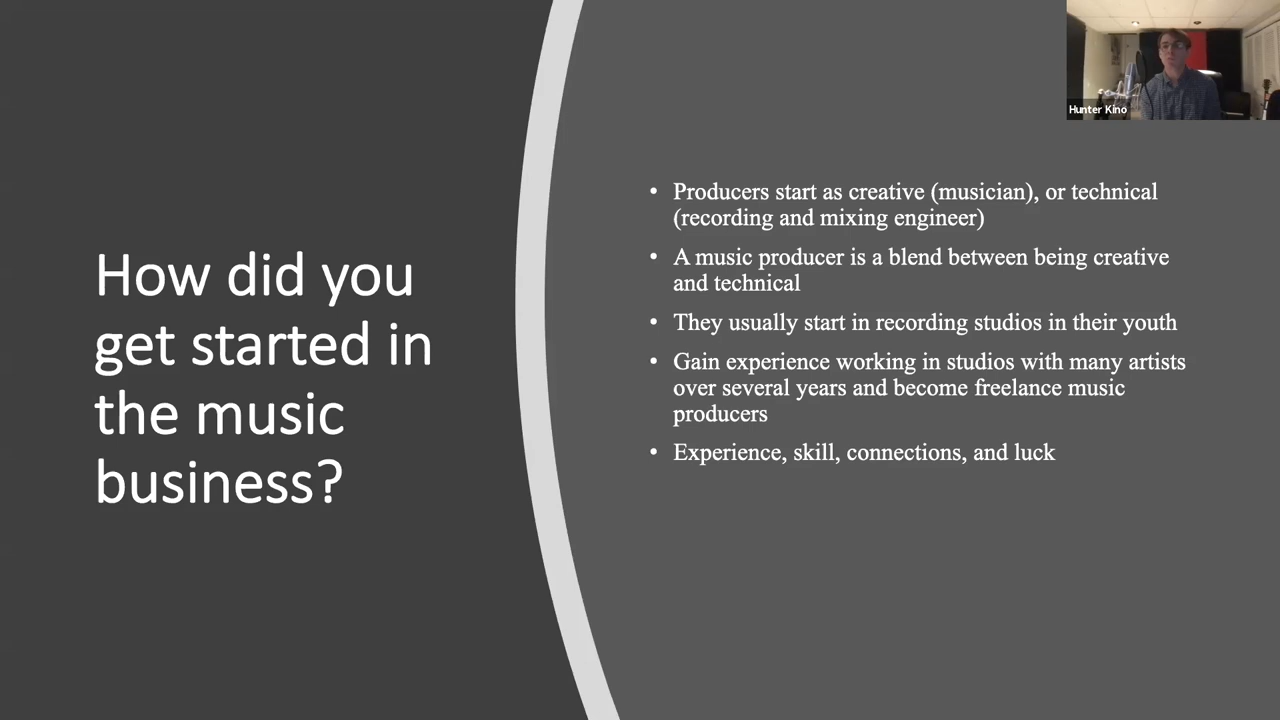 How did you
get started in
the music
business?
• Producers start as creative (musician), or technical
(recording and mixing engineer)
• A music producer is a blend between being creative
and technical
• They usually start in recording studios in their youth
• Gain experience working in studios with many artists
over several years and become freelance music
producers
• Experience, skill, connections, and luck
Hunter Kino